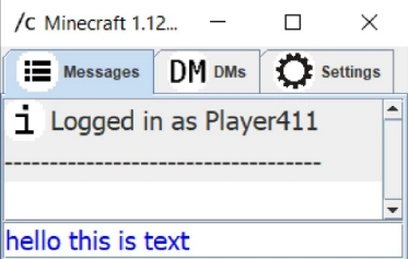 /c Minecraft 1.12...
Messages
DM DMs
Settings
i Logged in as Player411
-----------------------------------
hello this is text